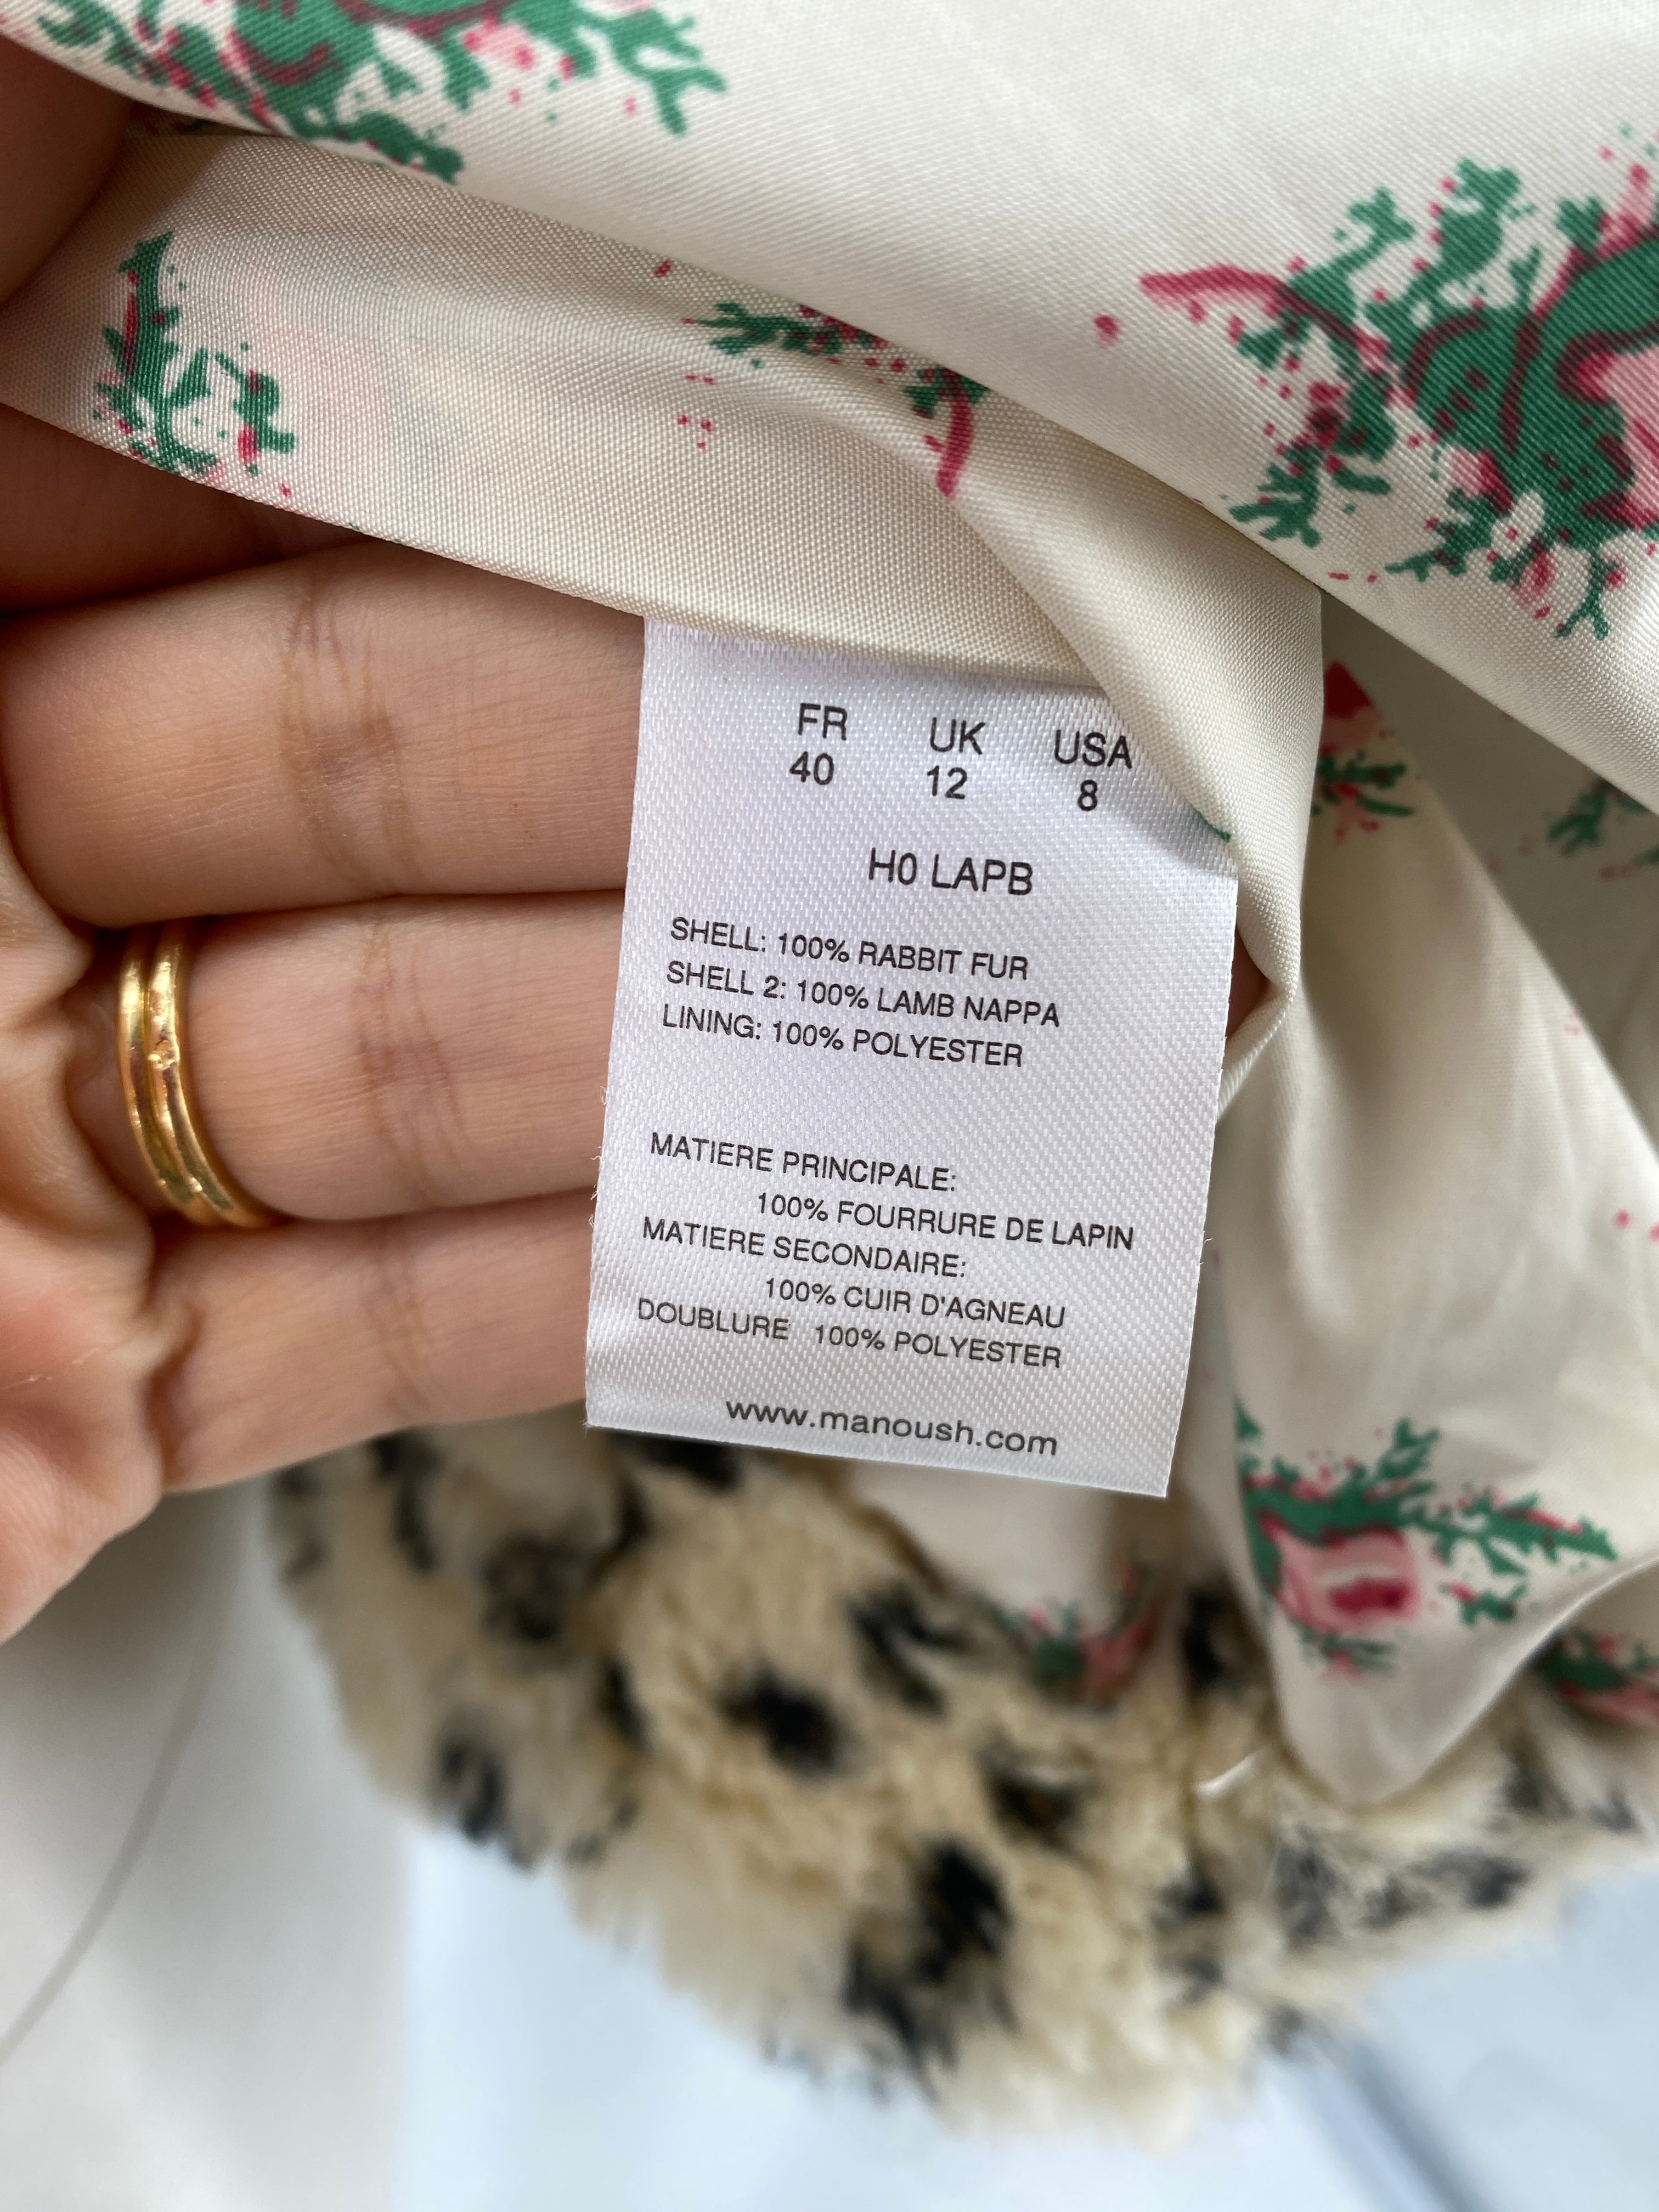 FR UK USA
40 12 8
H0 LAPB
SHELL: 100% RABBIT FUR
SHELL 2: 100% LAMB NAPPA
LINING: 100% POLYESTER
MATIERE PRINCIPALE:
100% FOURRURE DE LAPIN
MATIERE SECONDAIRE:
100% CUIR D'AGNEAU
DOUBLURE 100% POLYESTER
www.manoush.com